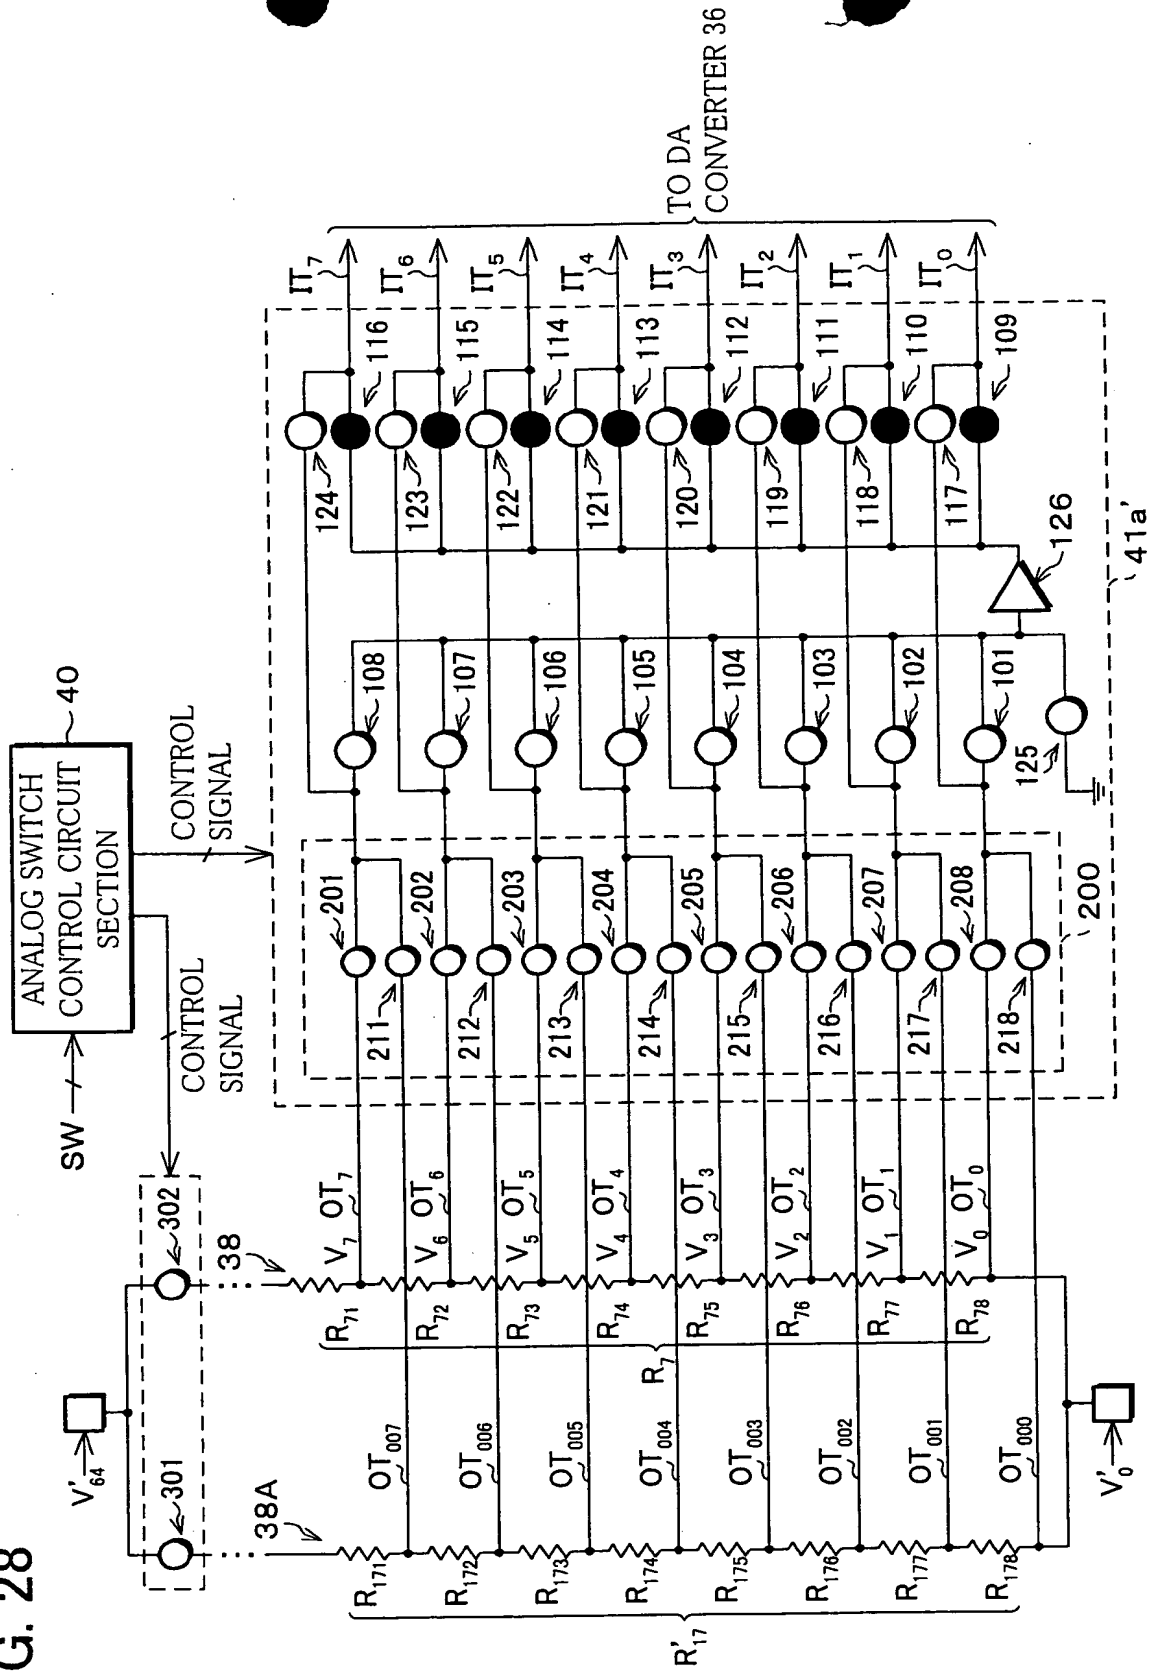 G. 28
SW
ANALOG SWITCH
CONTROL CIRCUIT
SECTION
40
CONTROL
SIGNAL
CONTROL
SIGNAL
V'64
V'0
301
302
38A
38
R171
R172
R173
R174
R175
R176
R177
R178
R'17
OT007
OT006
OT005
OT004
OT003
OT002
OT001
OT000
R71
R72
R73
R74
R75
R76
R77
R78
R7
V7 OT7
V6 OT6
V5 OT5
V4 OT4
V3 OT3
V2 OT2
V1 OT1
V0 OT0
201
211
202
212
203
213
204
214
205
215
206
216
207
217
208
218
200
108
107
106
105
104
103
102
101
125
126
124
116
123
115
122
114
121
113
120
112
119
111
118
110
117
109
41a'
IT7
IT6
IT5
IT4
IT3
IT2
IT1
IT0
TO DA
CONVERTER 36